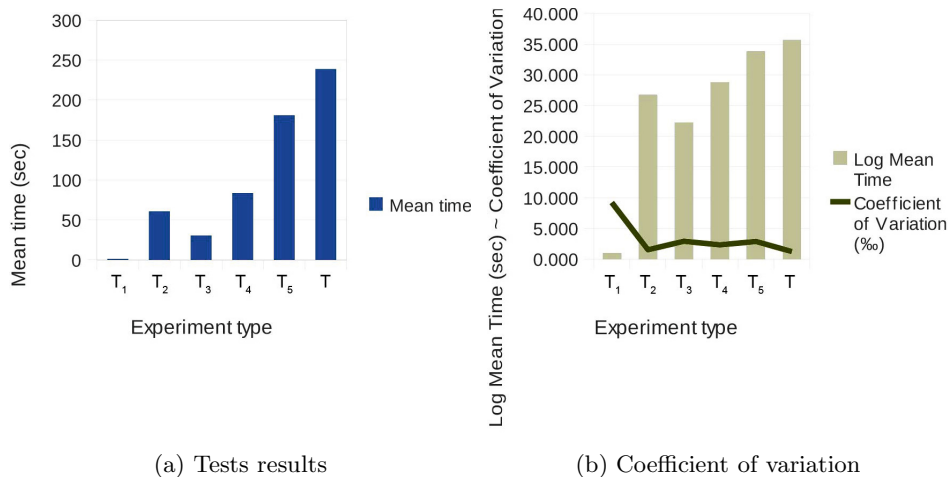 300
250
200
150
100
50
0
Mean time (sec)
T1 T2 T3 T4 T5 T
Experiment type
Mean time
(a) Tests results
40.000
35.000
30.000
25.000
20.000
15.000
10.000
5.000
0.000
Log Mean Time (sec) ~ Coefficient of Variation
T1 T2 T3 T4 T5 T
Experiment type
Log Mean
Time
Coefficient
of Variation
(‰)
(b) Coefficient of variation